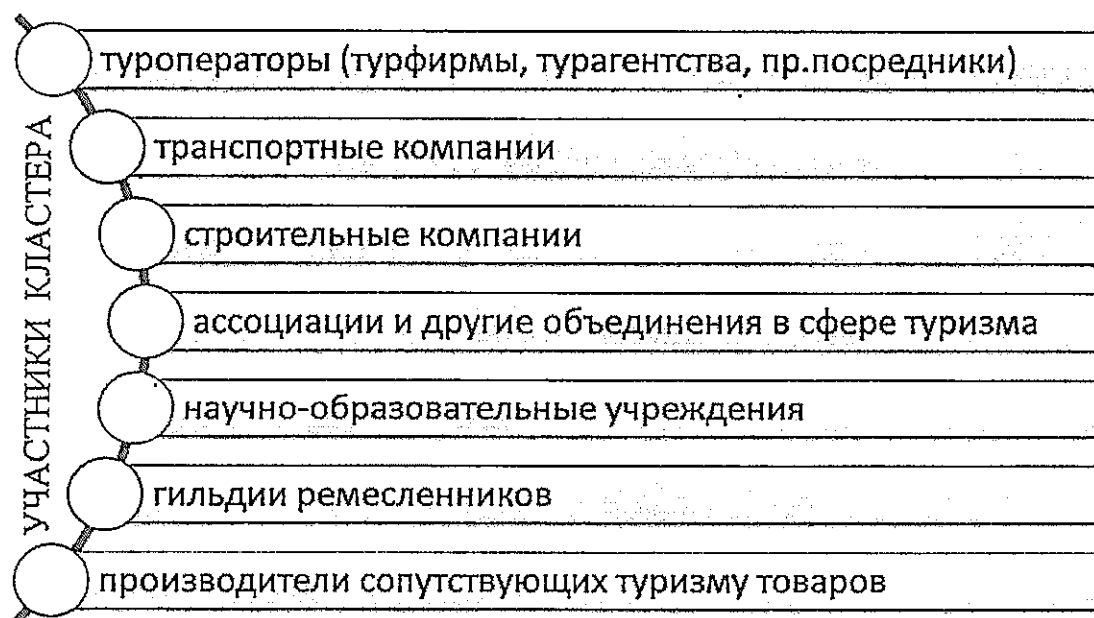 УЧАСТНИКИ КЛАСТЕРА
туроператоры (турфирмы, турагентства, пр.посредники)
транспортные компании
строительные компании
ассоциации и другие объединения в сфере туризма
научно-образовательные учреждения
гильдии ремесленников
производители сопутствующих туризму товаров